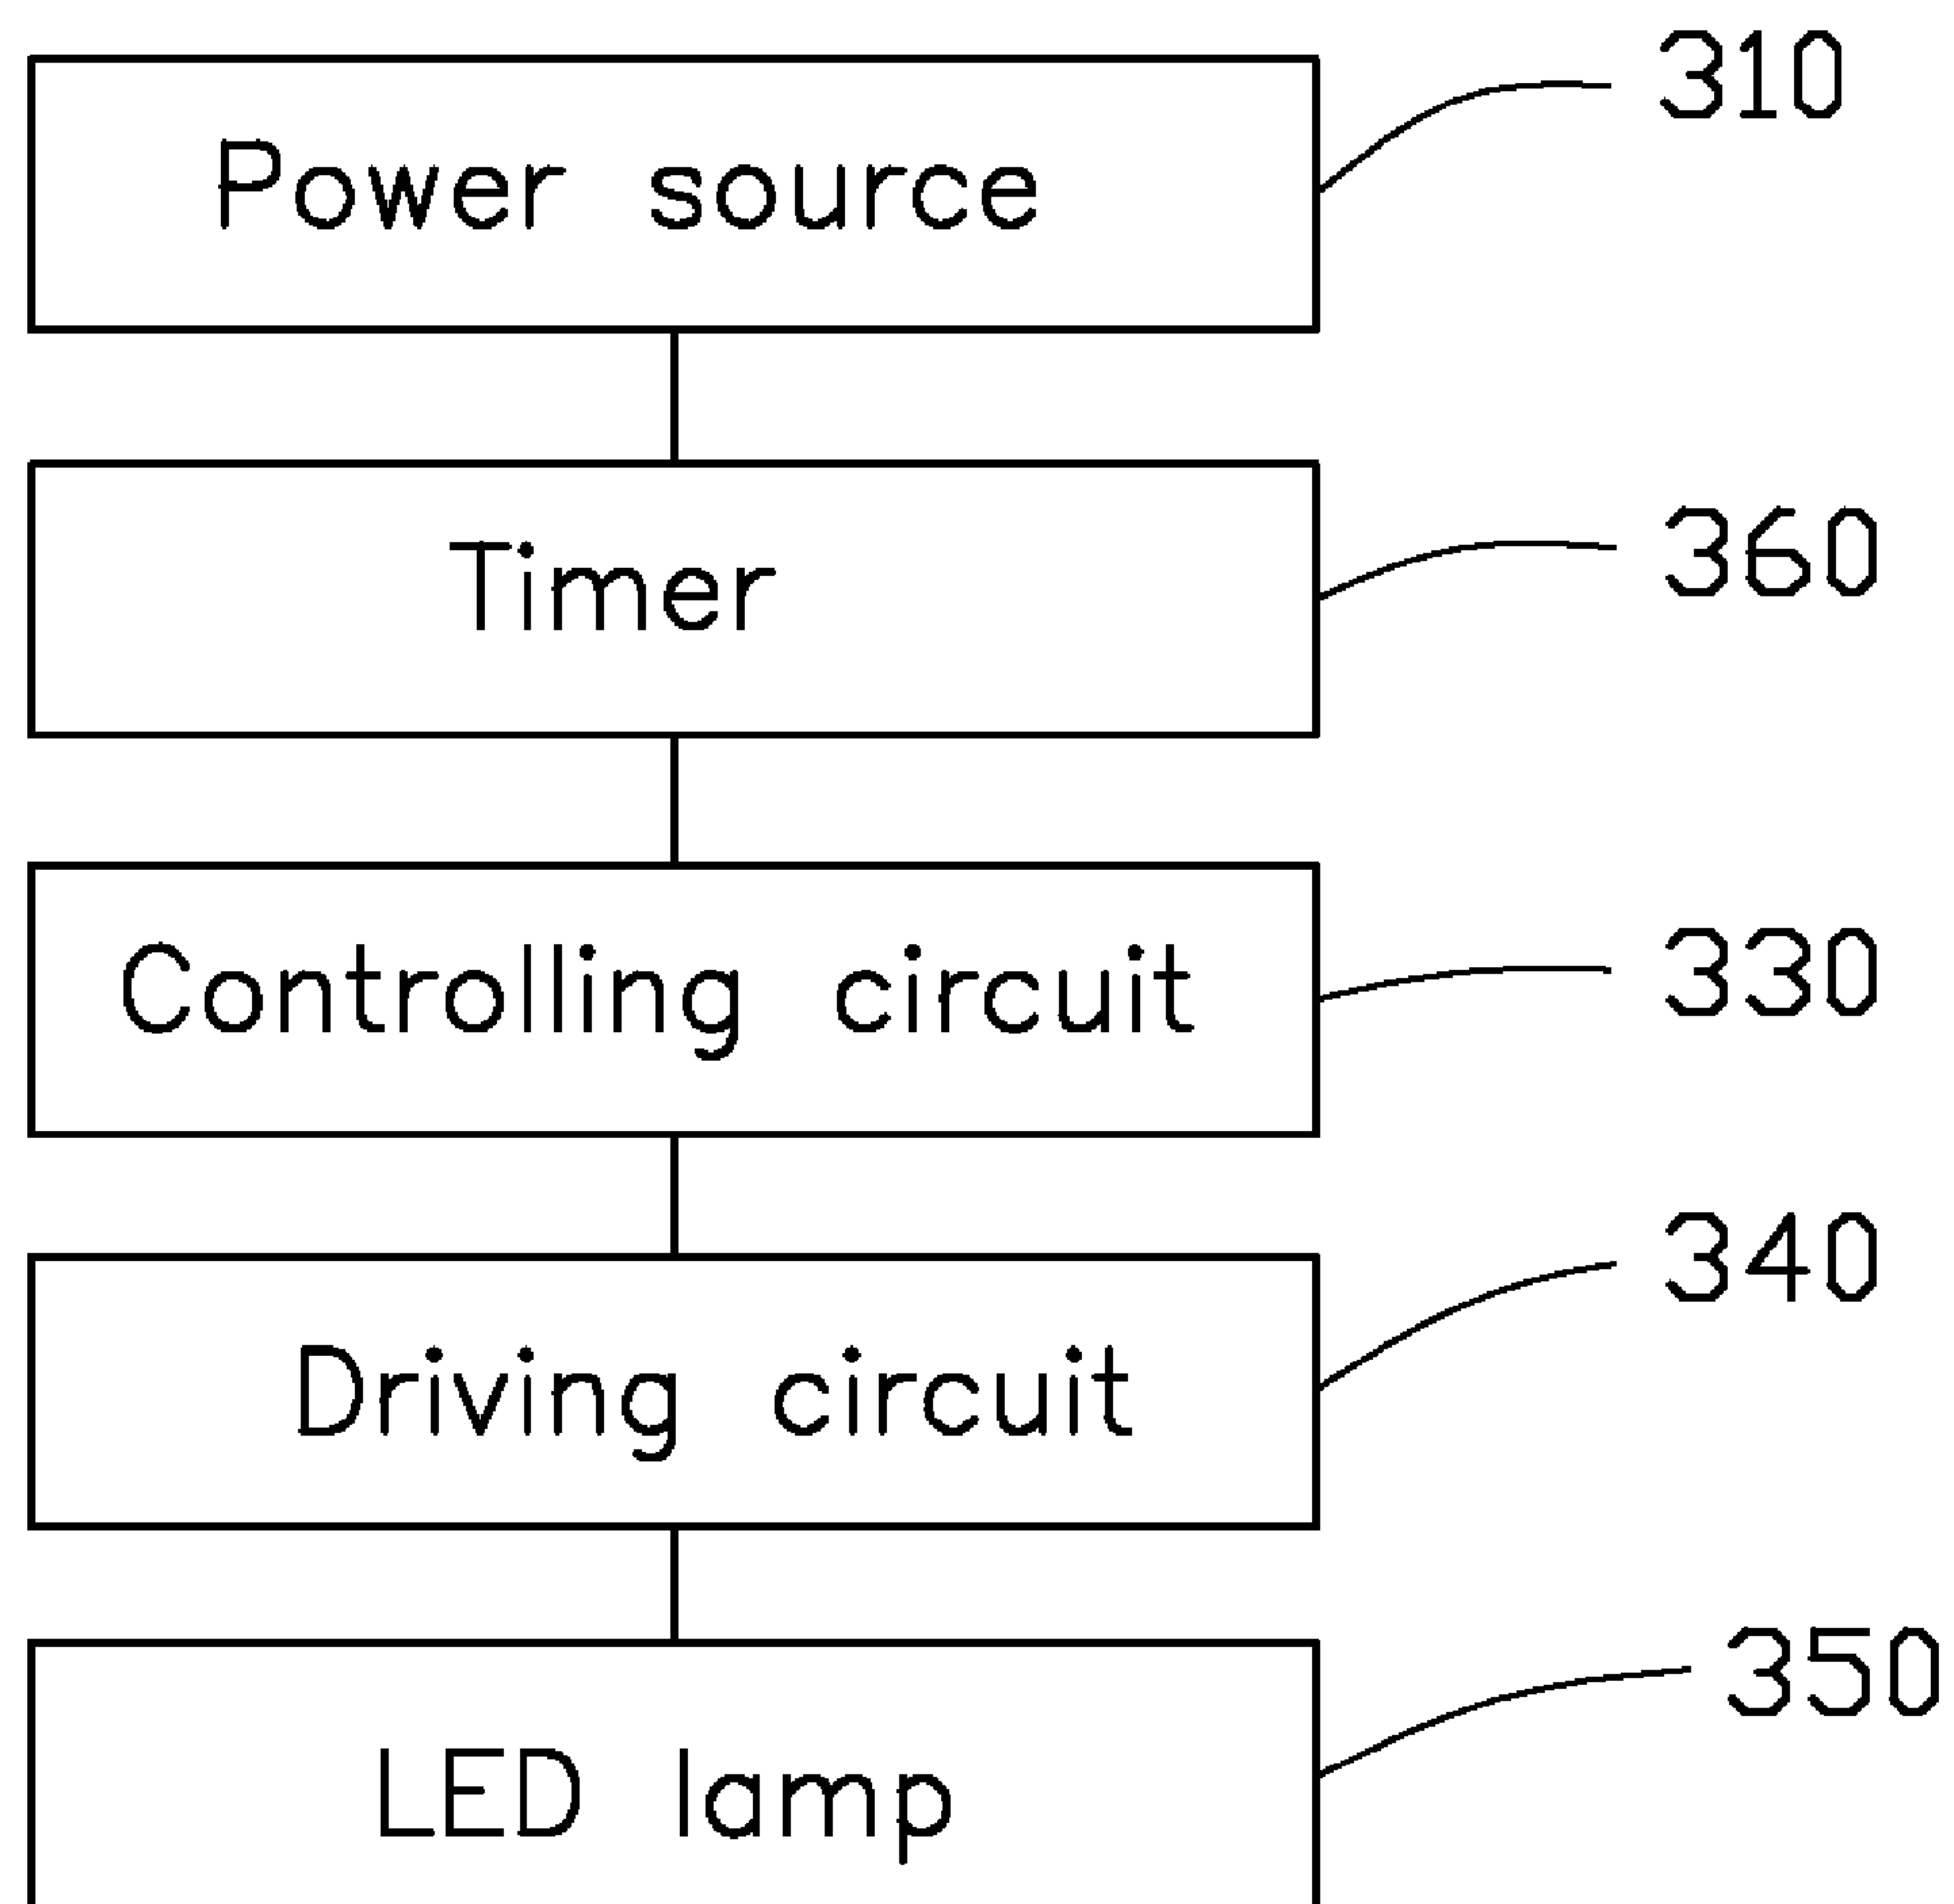 310
Power source
360
Timer
330
Controlling circuit
340
Driving circuit
350
LED lamp